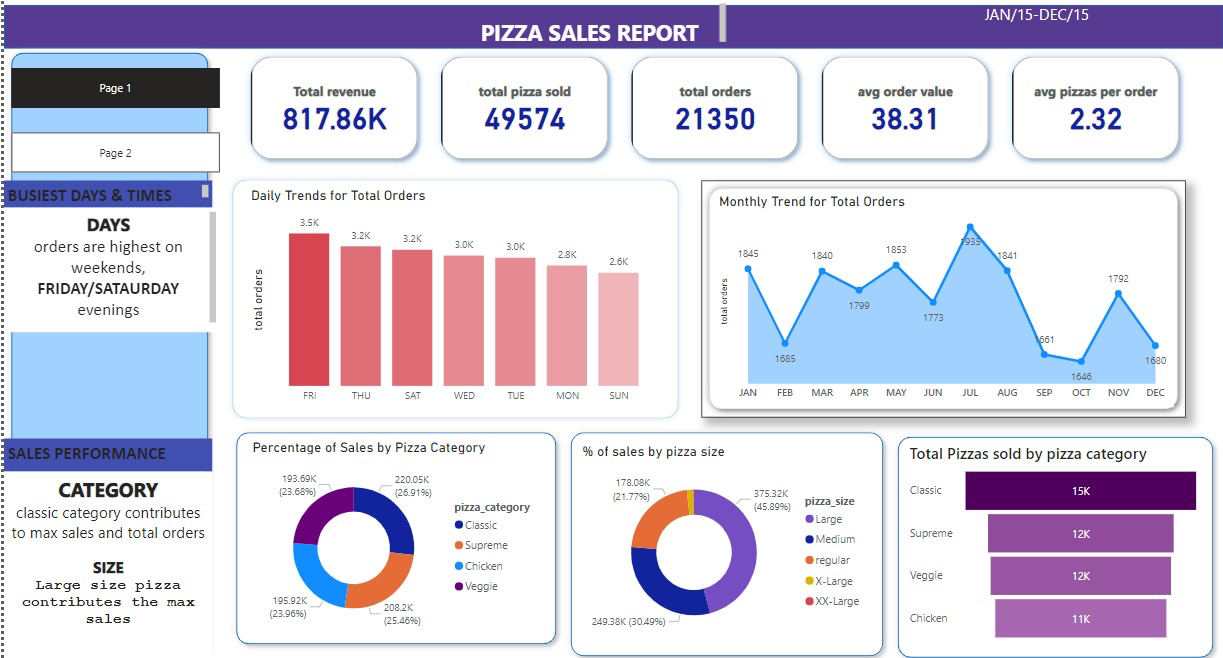 PIZZA SALES REPORT
JAN/15-DEC/15
Page 1
Page 2
Total revenue
817.86K
total pizza sold
49574
total orders
21350
avg order value
38.31
avg pizzas per order
2.32
BUSIEST DAYS & TIMES
DAYS
orders are highest on
weekends,
FRIDAY/SATAURDAY
evenings
SALES PERFORMANCE
CATEGORY
classic category contributes
to max sales and total orders
SIZE
Large size pizza
contributes the max
sales
Daily Trends for Total Orders
total orders
3.5K
3.2K
3.2K
3.0K
3.0K
2.8K
2.6K
FRI
THU
SAT
WED
TUE
MON
SUN
Monthly Trend for Total Orders
total orders
1845
1685
1840
1799
1853
1773
1935
1841
1661
1646
1792
1680
JAN
FEB
MAR
APR
MAY
JUN
JUL
AUG
SEP
OCT
NOV
DEC
Percentage of Sales by Pizza Category
193.69K
(23.68%)
220.05K
(26.91%)
195.92K
(23.96%)
208.2K
(25.46%)
pizza_category
Classic
Supreme
Chicken
Veggie
% of sales by pizza size
178.08K
(21.77%)
375.32K
(45.89%)
249.38K (30.49%)
pizza_size
Large
Medium
regular
X-Large
XX-Large
Total Pizzas sold by pizza category
Classic
15K
Supreme
12K
Veggie
12K
Chicken
11K